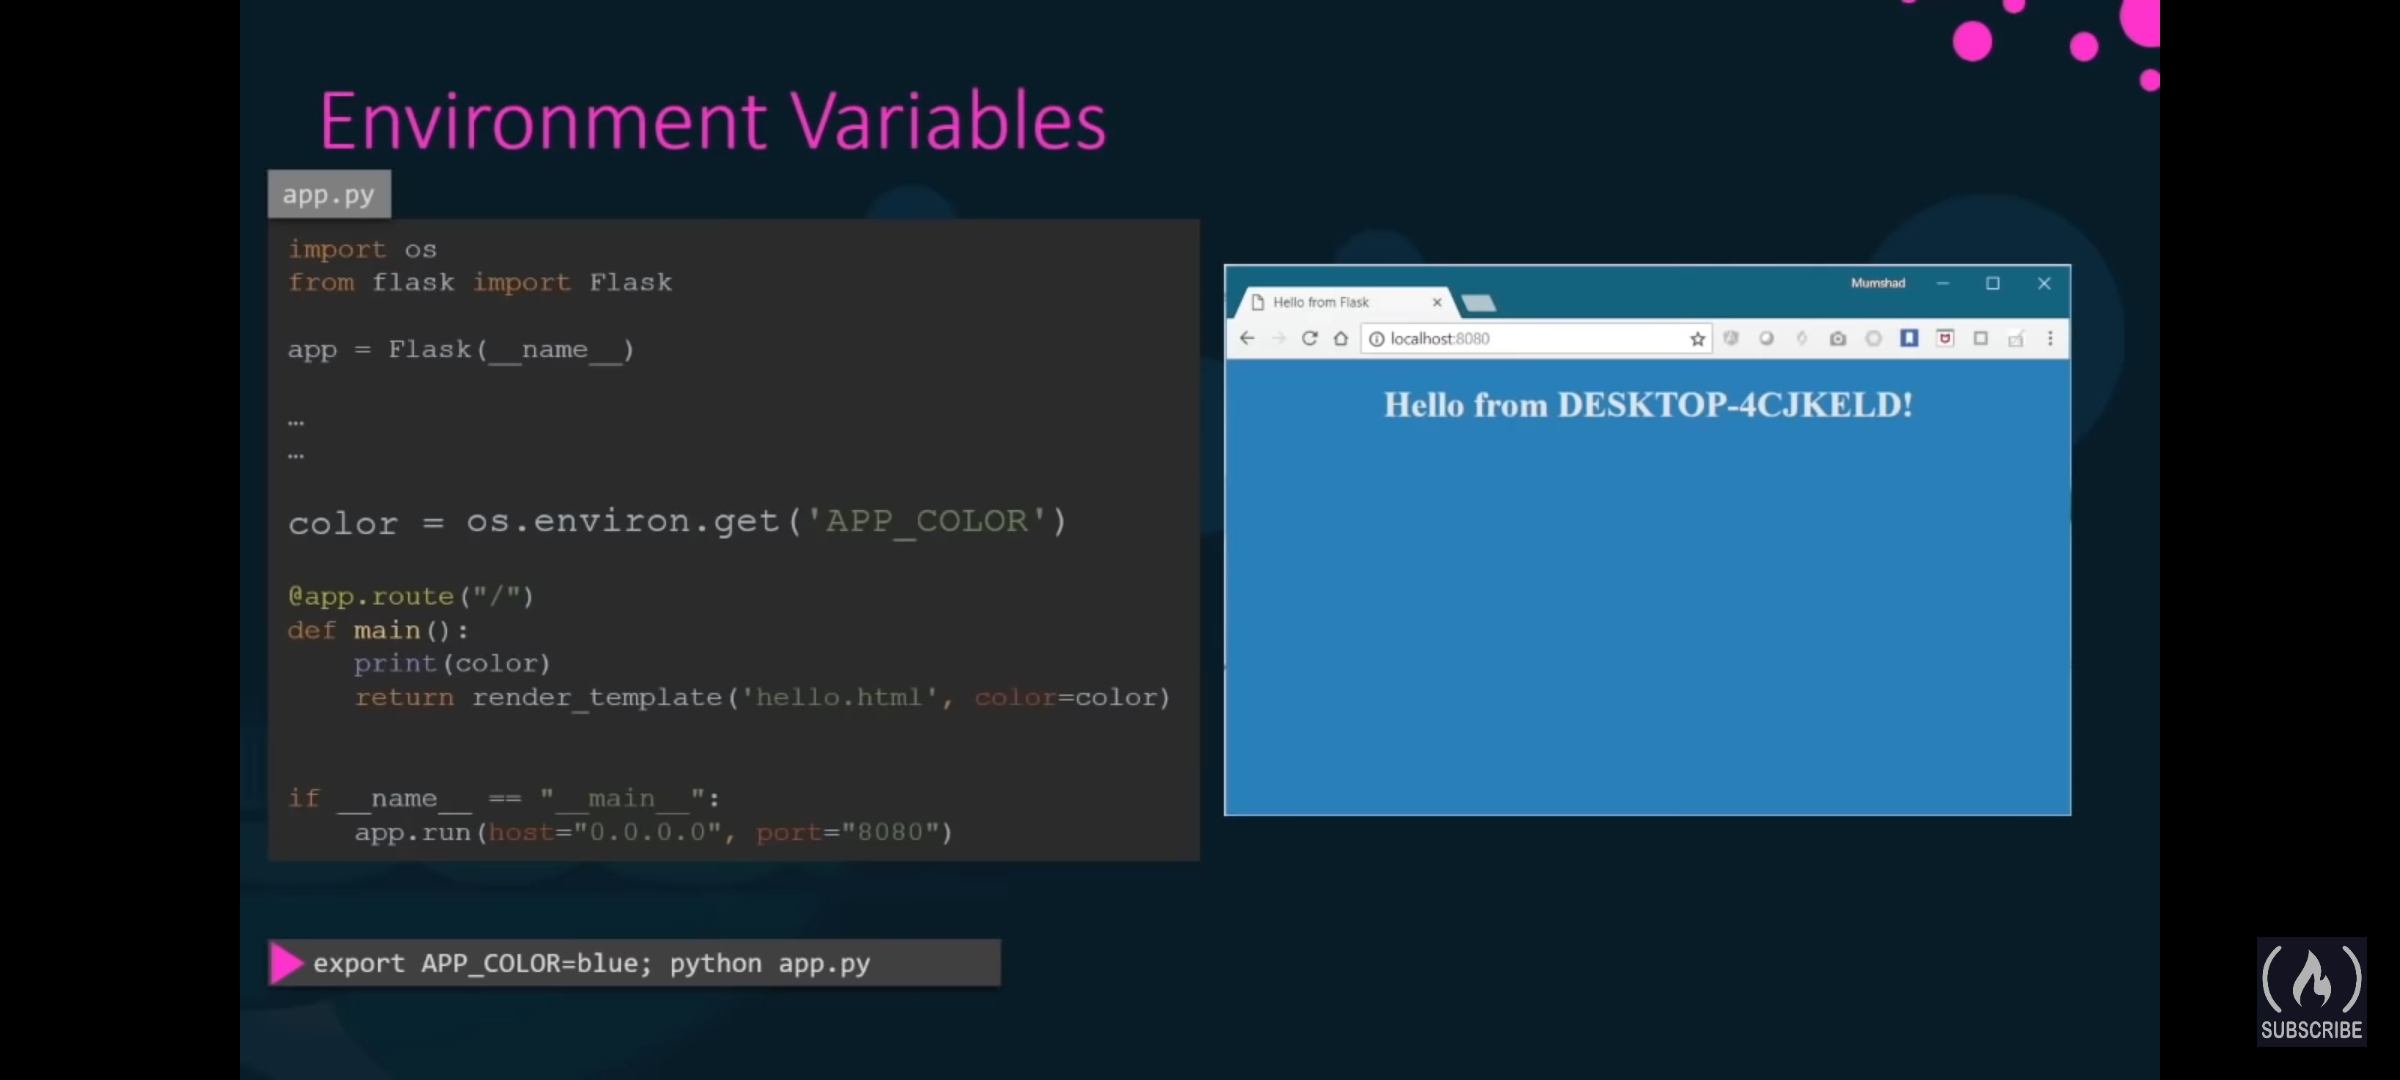 Environment Variables
app.py
import os
from flask import Flask
app = Flask(__name__)
…
…
color = os.environ.get('APP_COLOR')
@app.route("/")
def main():
    print(color)
    return render_template('hello.html', color=color)
if __name__ == "__main__":
    app.run(host="0.0.0.0", port="8080")
export APP_COLOR=blue; python app.py
Mumshad
Hello from Flask
localhost:8080
Hello from DESKTOP-4CJKELD!
SUBSCRIBE